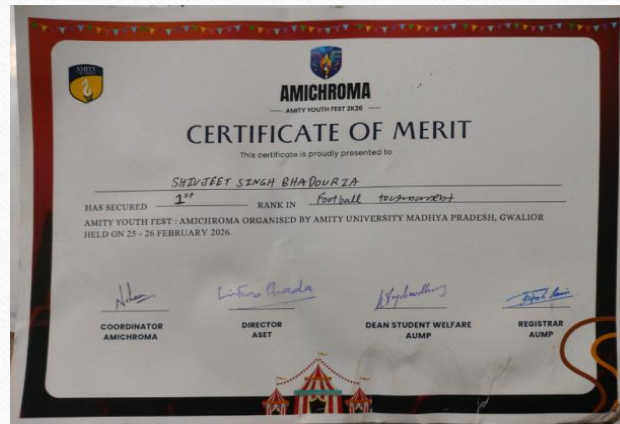 AMITY
AMICHROMA
AMITY YOUTH FEST 2K26
CERTIFICATE OF MERIT
This certificate is proudly presented to
SHIVJEET SINGH BHADOURIA
HAS SECURED 1st RANK IN Football tournament
AMITY YOUTH FEST : AMICHROMA ORGANISED BY AMITY UNIVERSITY MADHYA PRADESH, GWALIOR
HELD ON 25 - 26 FEBRUARY 2026.
COORDINATOR DIRECTOR DEAN STUDENT WELFARE REGISTRAR
AMICHROMA ASET AUMP AUMP